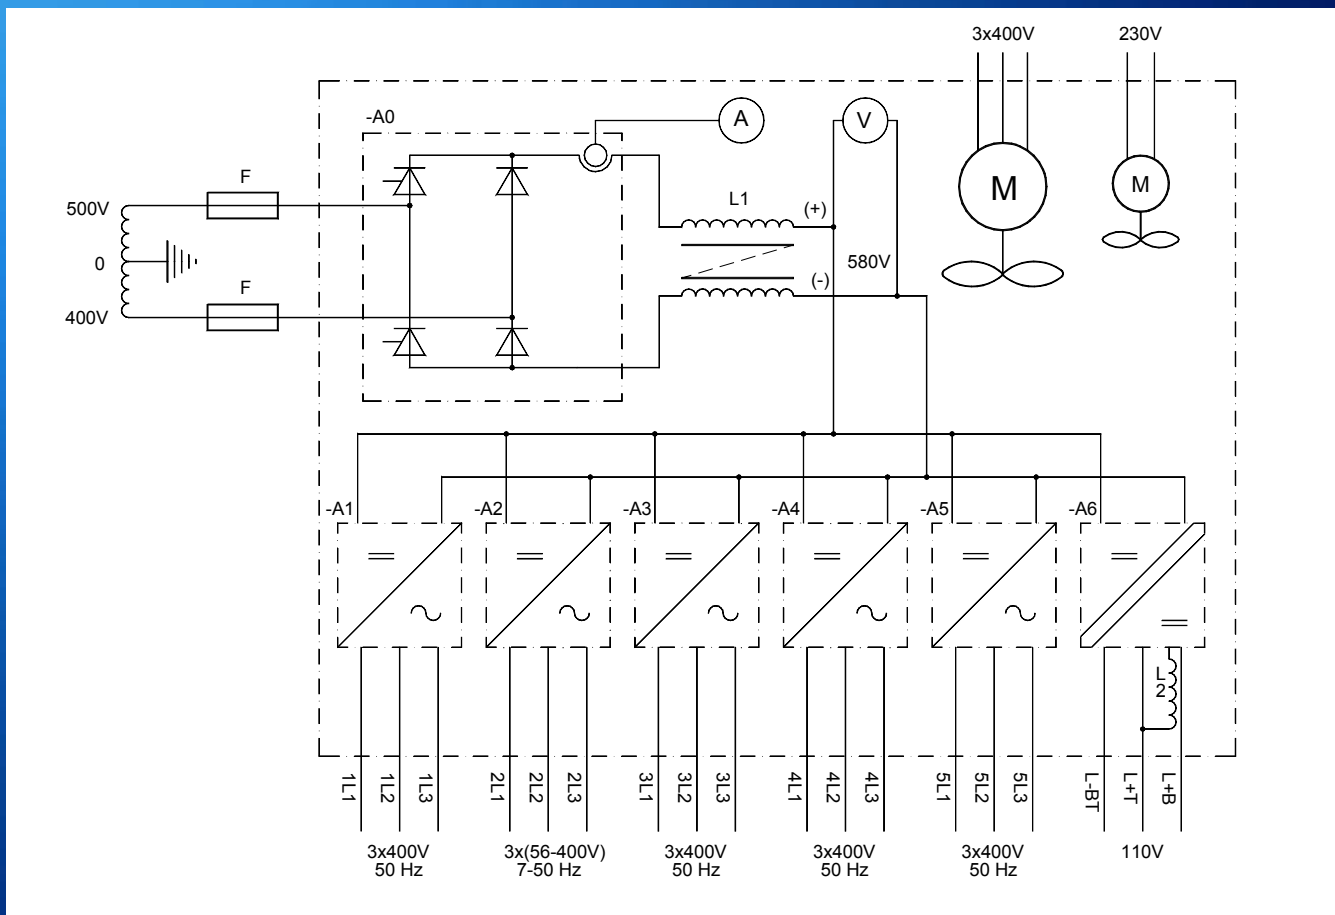 3x400V
230V
-A0
A
V
F
M
M
500V
L1
(+)
0
580V
(-)
F
400V
-A1
-A2
-A3
-A4
-A5
-A6
L
2
1L1
1L2
1L3
2L1
2L2
2L3
3L1
3L2
3L3
4L1
4L2
4L3
5L1
5L2
5L3
L-BT
L+T
L+B
3x400V
50 Hz
3x(56-400V)
7-50 Hz
3x400V
50 Hz
3x400V
50 Hz
3x400V
50 Hz
110V